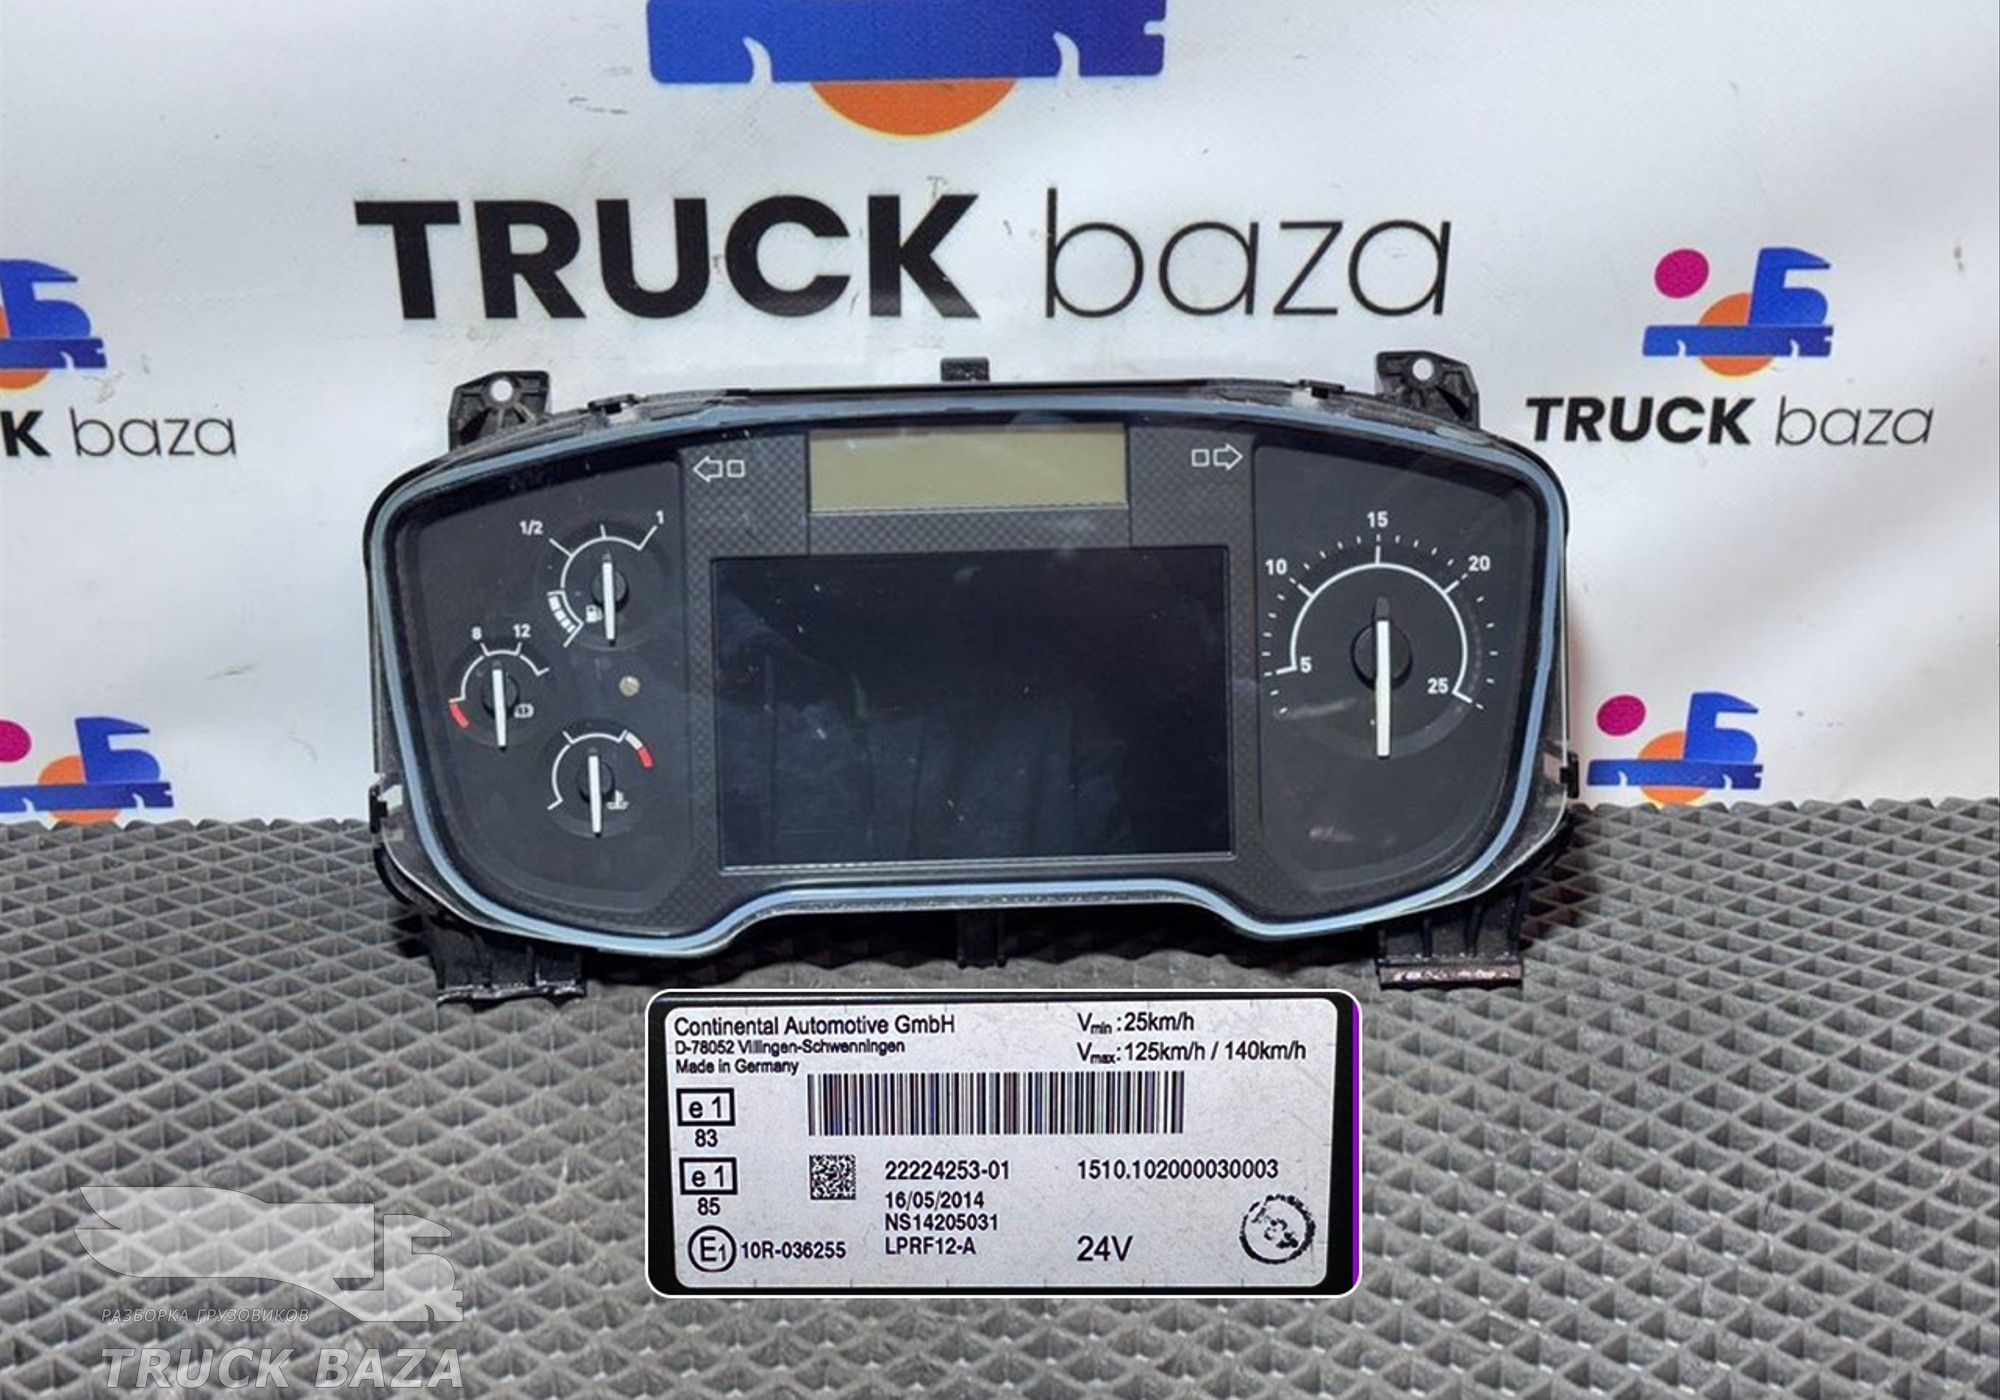 TRUCK baza
TRUCK baza
K baza
1/2
1
8
12
5
10
15
20
25
Continental Automotive GmbH
D-78052 Villingen-Schwenningen
Made in Germany
Vmin :25km/h
Vmax: 125km/h / 140km/h
e 1
83
e 1
85
E1 10R-036255
22224253-01
16/05/2014
NS14205031
LPRF12-A
1510.102000030003
24V
РАЗБОРКА ГРУЗОВИКОВ
TRUCK BAZA